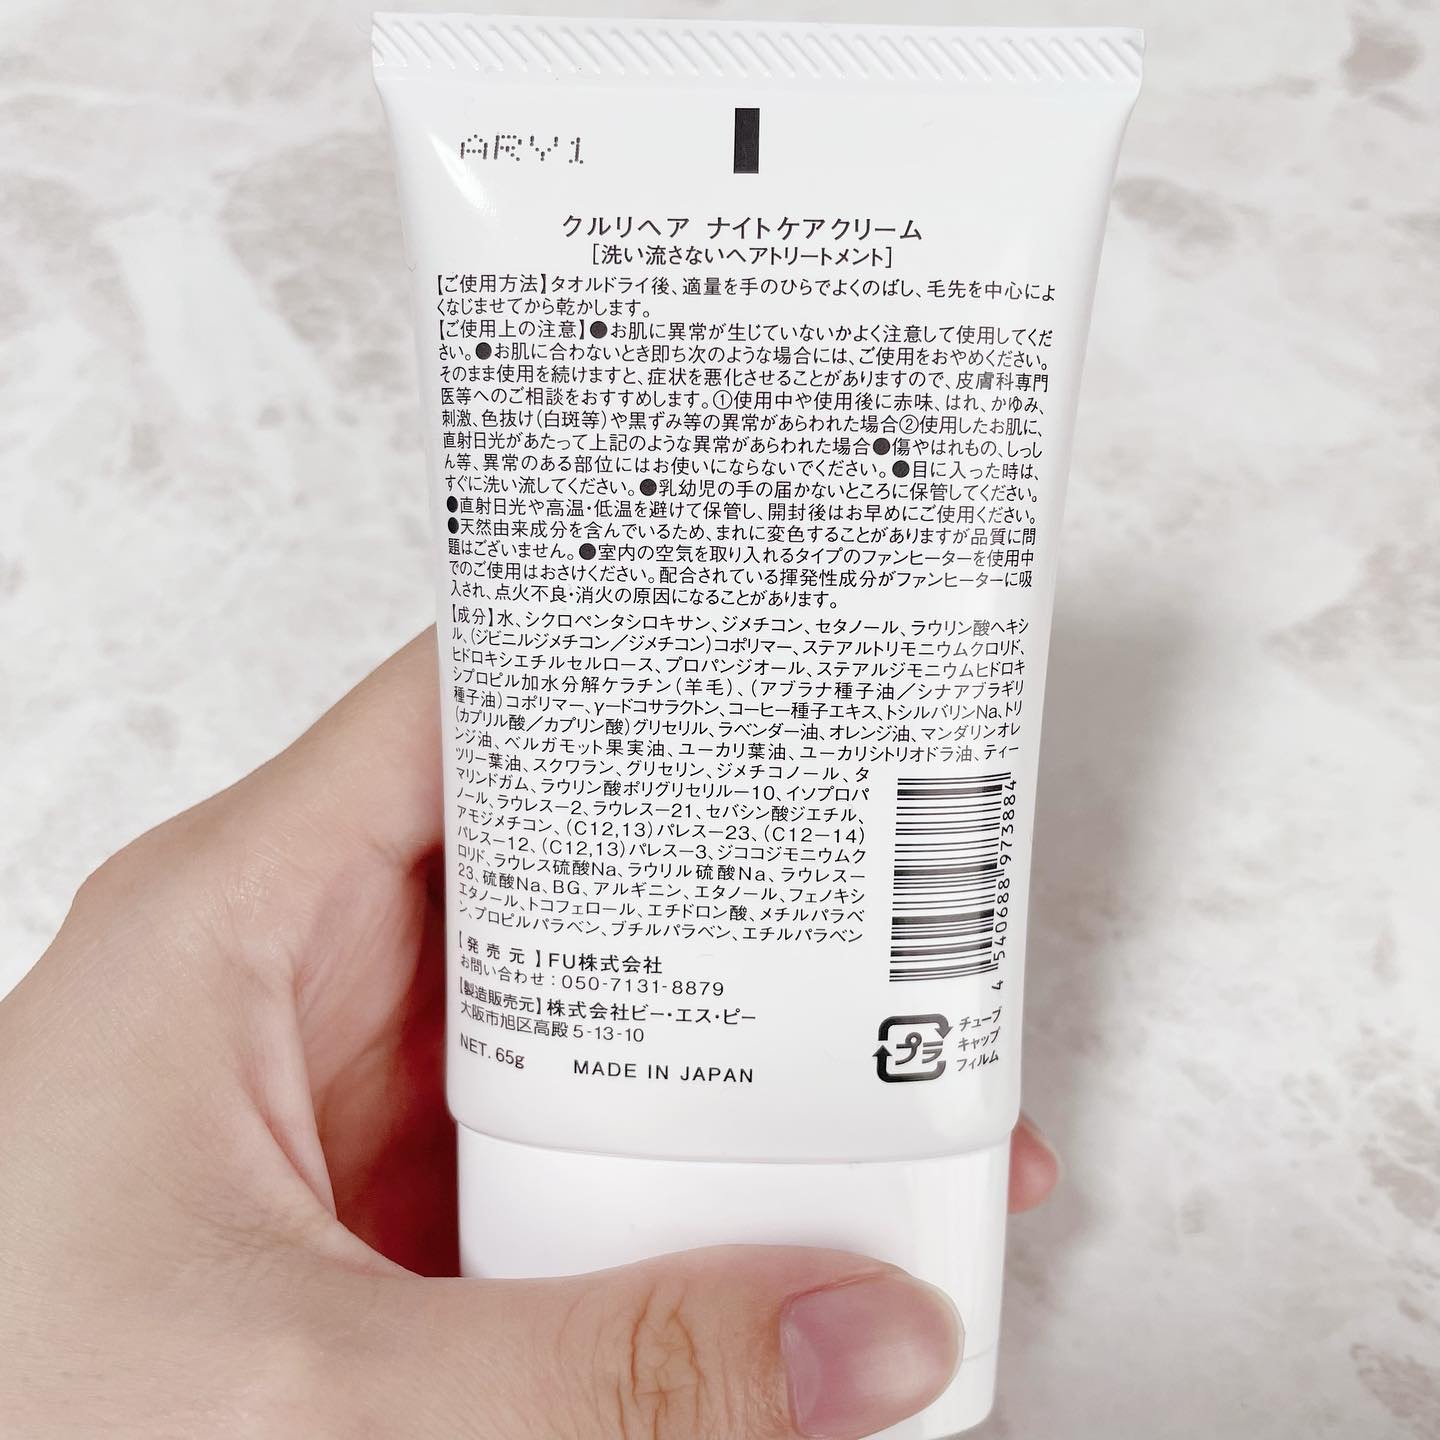 ARY1
クルリヘア ナイトケアクリーム
[洗い流さないヘアトリートメント]
【ご使用方法】タオルドライ後、適量を手のひらでよくのばし、毛先を中心によ
くなじませてから乾かします。
【ご使用上の注意】●お肌に異常が生じていないかよく注意して使用してくだ
さい。●お肌に合わないとき即ち次のような場合には、ご使用をおやめください。
そのまま使用を続けますと、症状を悪化させることがありますので、皮膚科専門
医等へのご相談をおすすめします。①使用中や使用後に赤味、はれ、かゆみ、
刺激、色抜け(白斑等)や黒ずみ等の異常があらわれた場合②使用したお肌に、
直射日光があたって上記のような異常があらわれた場合●傷やはれもの、しっし
ん等、異常のある部位にはお使いにならないでください。●目に入った時は、
すぐに洗い流してください。●乳幼児の手の届かないところに保管してください。
●直射日光や高温・低温を避けて保管し、開封後はお早めにご使用ください。
●天然由来成分を含んでいるため、まれに変色することがありますが品質に問
題はございません。●室内の空気を取り入れるタイプのファンヒーターを使用中
でのご使用はおさけください。配合されている揮発性成分がファンヒーターに吸
入され、点火不良・消火の原因になることがあります。
【成分】水、シクロペンタシロキサン、ジメチコン、セタノール、ラウリン酸ヘキシ
ル、(ジビニルジメチコン／ジメチコン)コポリマー、ステアルトリモニウムクロリド、
ヒドロキシエチルセルロース、プロパンジオール、ステアルジモニウムヒドロキ
シプロピル加水分解ケラチン(羊毛)、(アブラナ種子油／シナアブラギリ
種子油)コポリマー、γードコサラクトン、コーヒー種子エキス、トシルバリンNa、トリ
(カプリル酸／カプリン酸)グリセリル、ラベンダー油、オレンジ油、マンダリンオレ
ンジ油、ベルガモット果実油、ユーカリ葉油、ユーカリシトリオドラ油、ティー
ツリー葉油、スクワラン、グリセリン、ジメチコノール、タ
マリンドガム、ラウリン酸ポリグリセリルー10、イソプロパ
ノール、ラウレスー2、ラウレスー21、セバシン酸ジエチル、
アモジメチコン、(C12,13)パレスー23、(C12ー14)
パレスー12、(C12,13)パレスー3、ジココジモニウムク
ロリド、ラウレス硫酸Na、ラウリル硫酸Na、ラウレスー
23、硫酸Na、BG、アルギニン、エタノール、フェノキシ
エタノール、トコフェロール、エチドロン酸、メチルパラベ
ン、プロピルパラベン、ブチルパラベン、エチルパラベン
【発売元】FU株式会社
お問い合わせ：050-7131-8879
【製造販売元】株式会社ビー・エス・ピー
大阪市旭区高殿5-13-10
NET. 65g
MADE IN JAPAN
4 540688 973884
プラ
チューブ
キャップ
フィルム